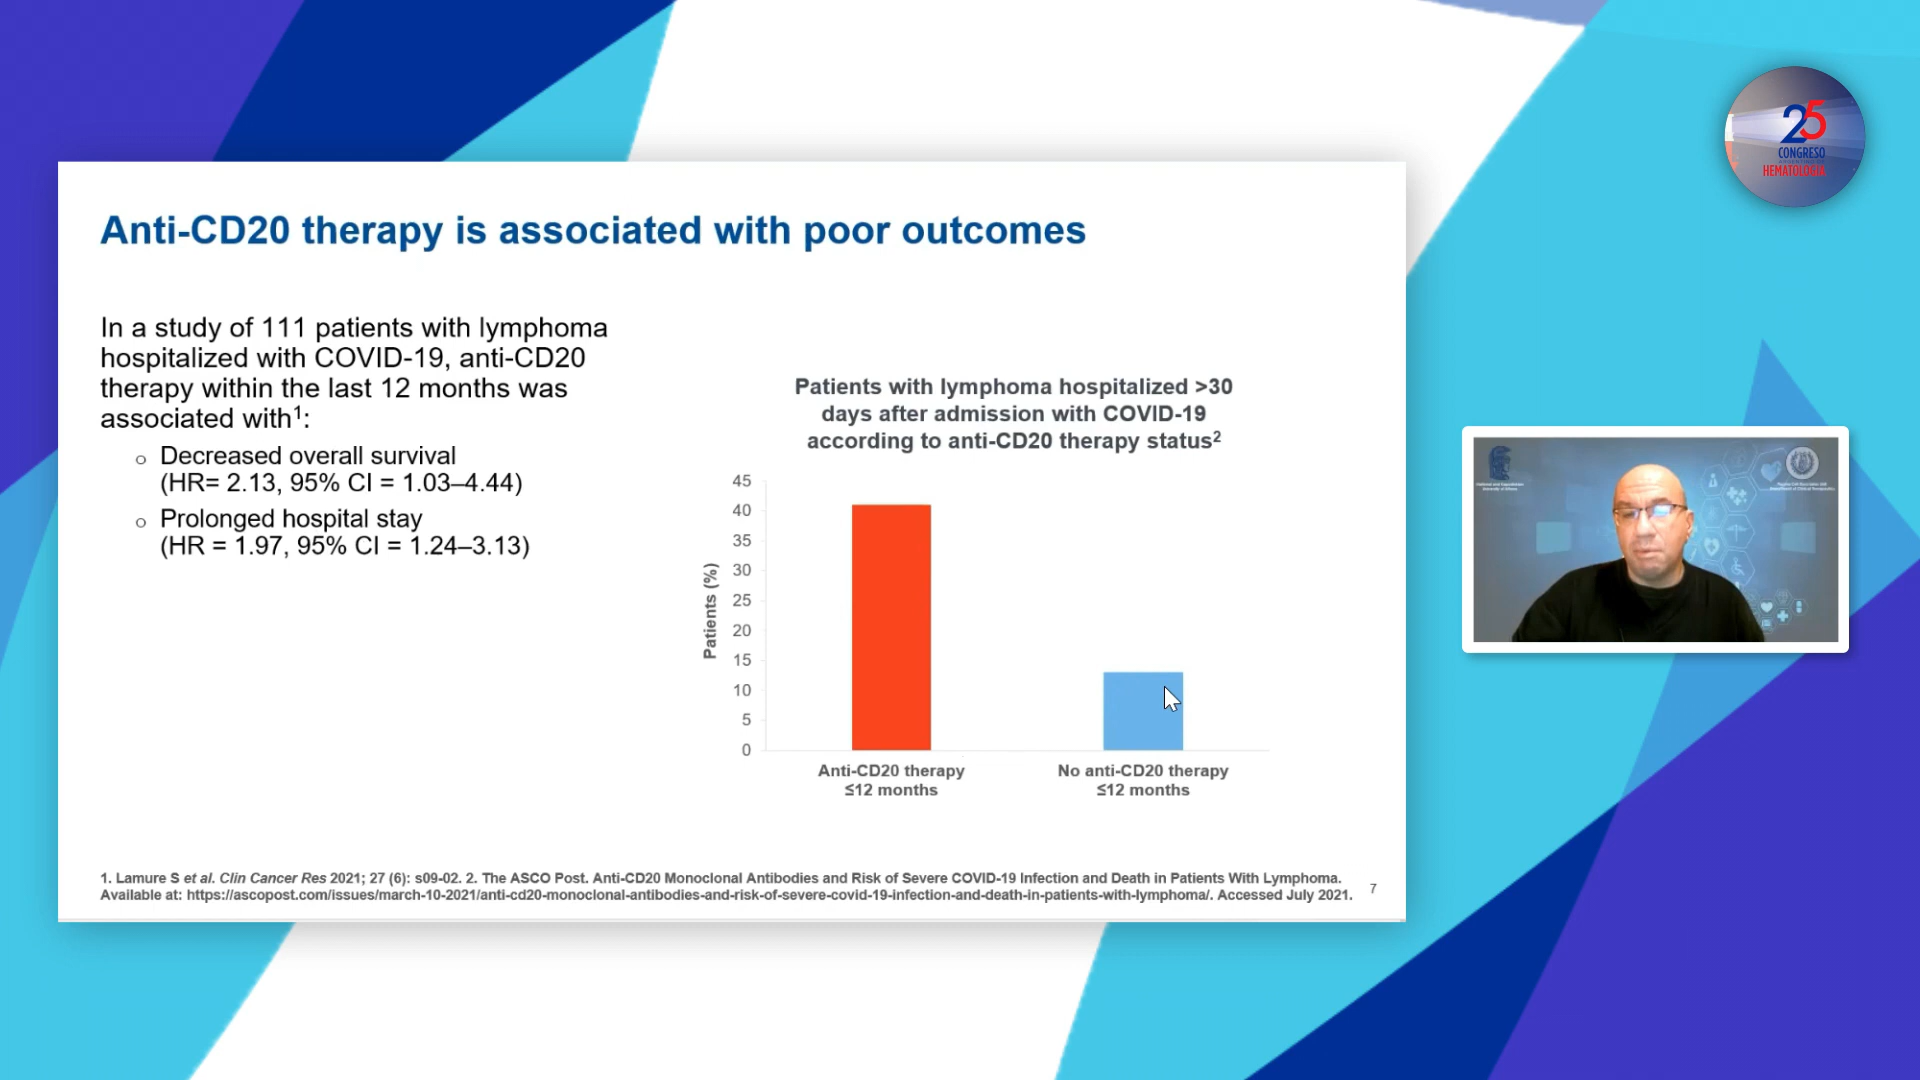 25
CONGRESO
HEMATOLOGÍA
Anti-CD20 therapy is associated with poor outcomes
In a study of 111 patients with lymphoma
hospitalized with COVID-19, anti-CD20
therapy within the last 12 months was
associated with1:
o Decreased overall survival
(HR= 2.13, 95% CI = 1.03–4.44)
o Prolonged hospital stay
(HR = 1.97, 95% CI = 1.24–3.13)
Patients with lymphoma hospitalized >30
days after admission with COVID-19
according to anti-CD20 therapy status2
Patients (%)
45
40
35
30
25
20
15
10
5
0
Anti-CD20 therapy
≤12 months
No anti-CD20 therapy
≤12 months
1. Lamure S et al. Clin Cancer Res 2021; 27 (6): s09-02. 2. The ASCO Post. Anti-CD20 Monoclonal Antibodies and Risk of Severe COVID-19 Infection and Death in Patients With Lymphoma.
Available at: https://ascopost.com/issues/march-10-2021/anti-cd20-monoclonal-antibodies-and-risk-of-severe-covid-19-infection-and-death-in-patients-with-lymphoma/. Accessed July 2021.
7